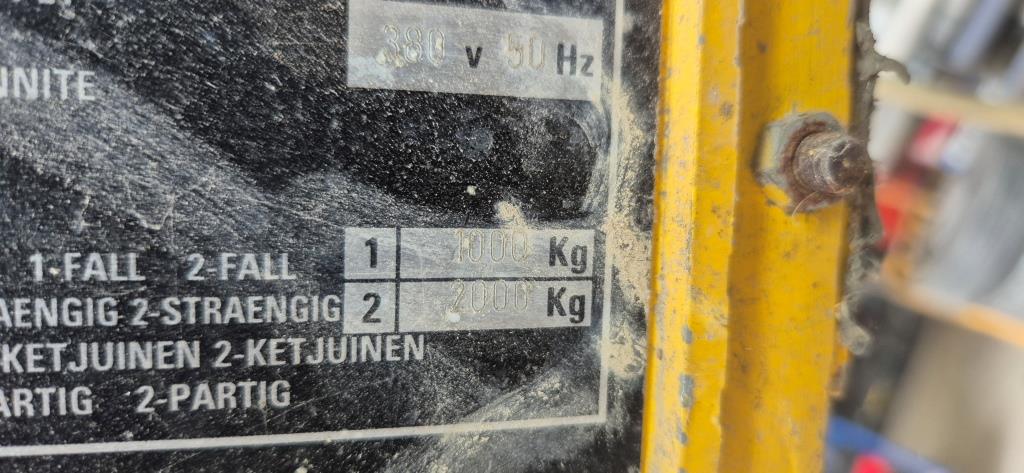 380 v 50 Hz
NNITE
1-FALL 2-FALL 1 1000 Kg
AENGIG 2-STRAENGIG 2 2000 Kg
KETJUINEN 2-KETJUINEN
ARTIG 2-PARTIG